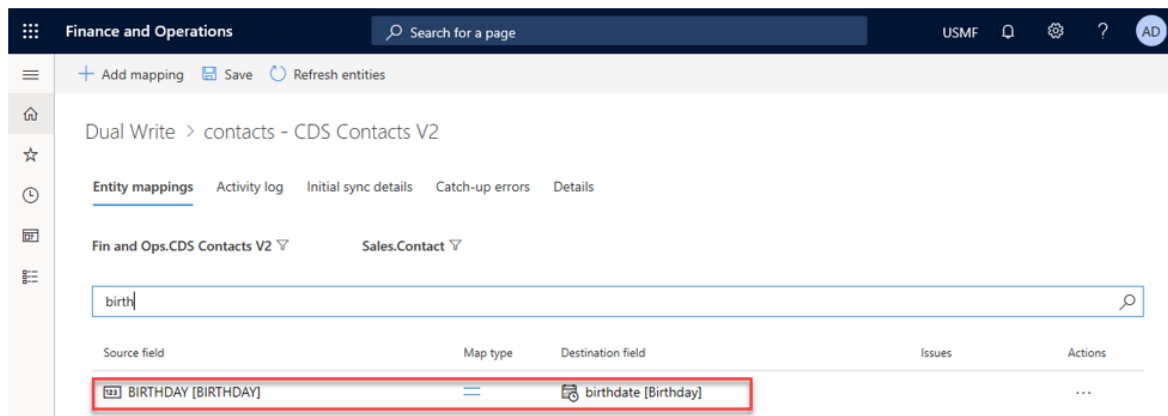 Finance and Operations Search for a page USMF ? AD
Add mapping Save Refresh entities
Dual Write > contacts - CDS Contacts V2
Entity mappings Activity log Initial sync details Catch-up errors Details
Fin and Ops.CDS Contacts V2 Sales.Contact
birth
Source field Map type Destination field Issues Actions
123 BIRTHDAY [BIRTHDAY] = birthdate [Birthday] ...